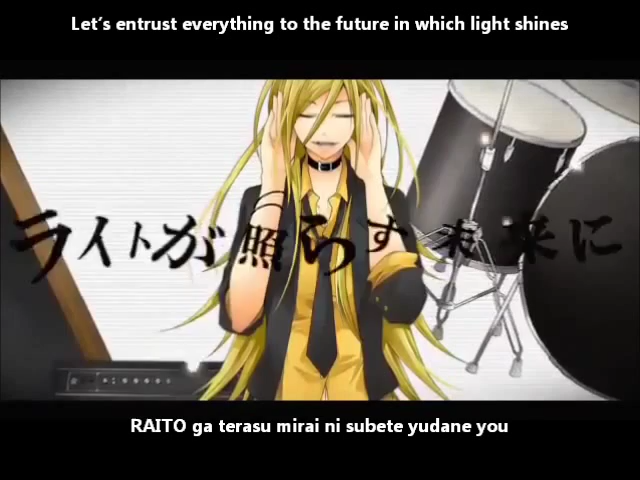 Let's entrust everything to the future in which light shines
ライトが照らす未来に
RAITO ga terasu mirai ni subete yudane you